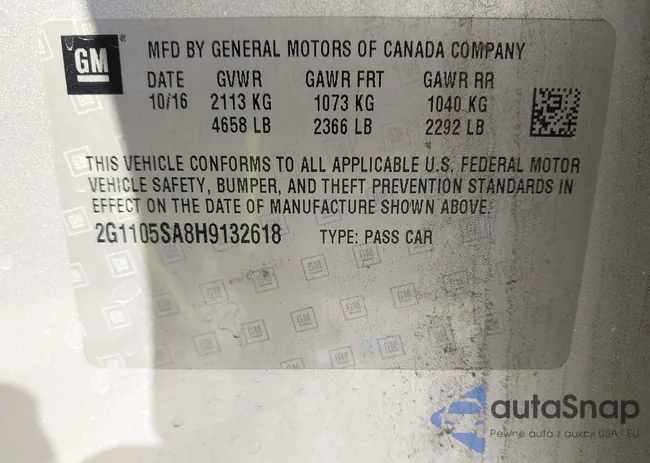 GM
MFD BY GENERAL MOTORS OF CANADA COMPANY
DATE GVWR GAWR FRT GAWR RR
10/16 2113 KG 1073 KG 1040 KG
4658 LB 2366 LB 2292 LB
THIS VEHICLE CONFORMS TO ALL APPLICABLE U.S. FEDERAL MOTOR
VEHICLE SAFETY, BUMPER, AND THEFT PREVENTION STANDARDS IN
EFFECT ON THE DATE OF MANUFACTURE SHOWN ABOVE.
2G1105SA8H9132618 TYPE: PASS CAR
autaSnap
Pewne auta z aukcji USA i EU